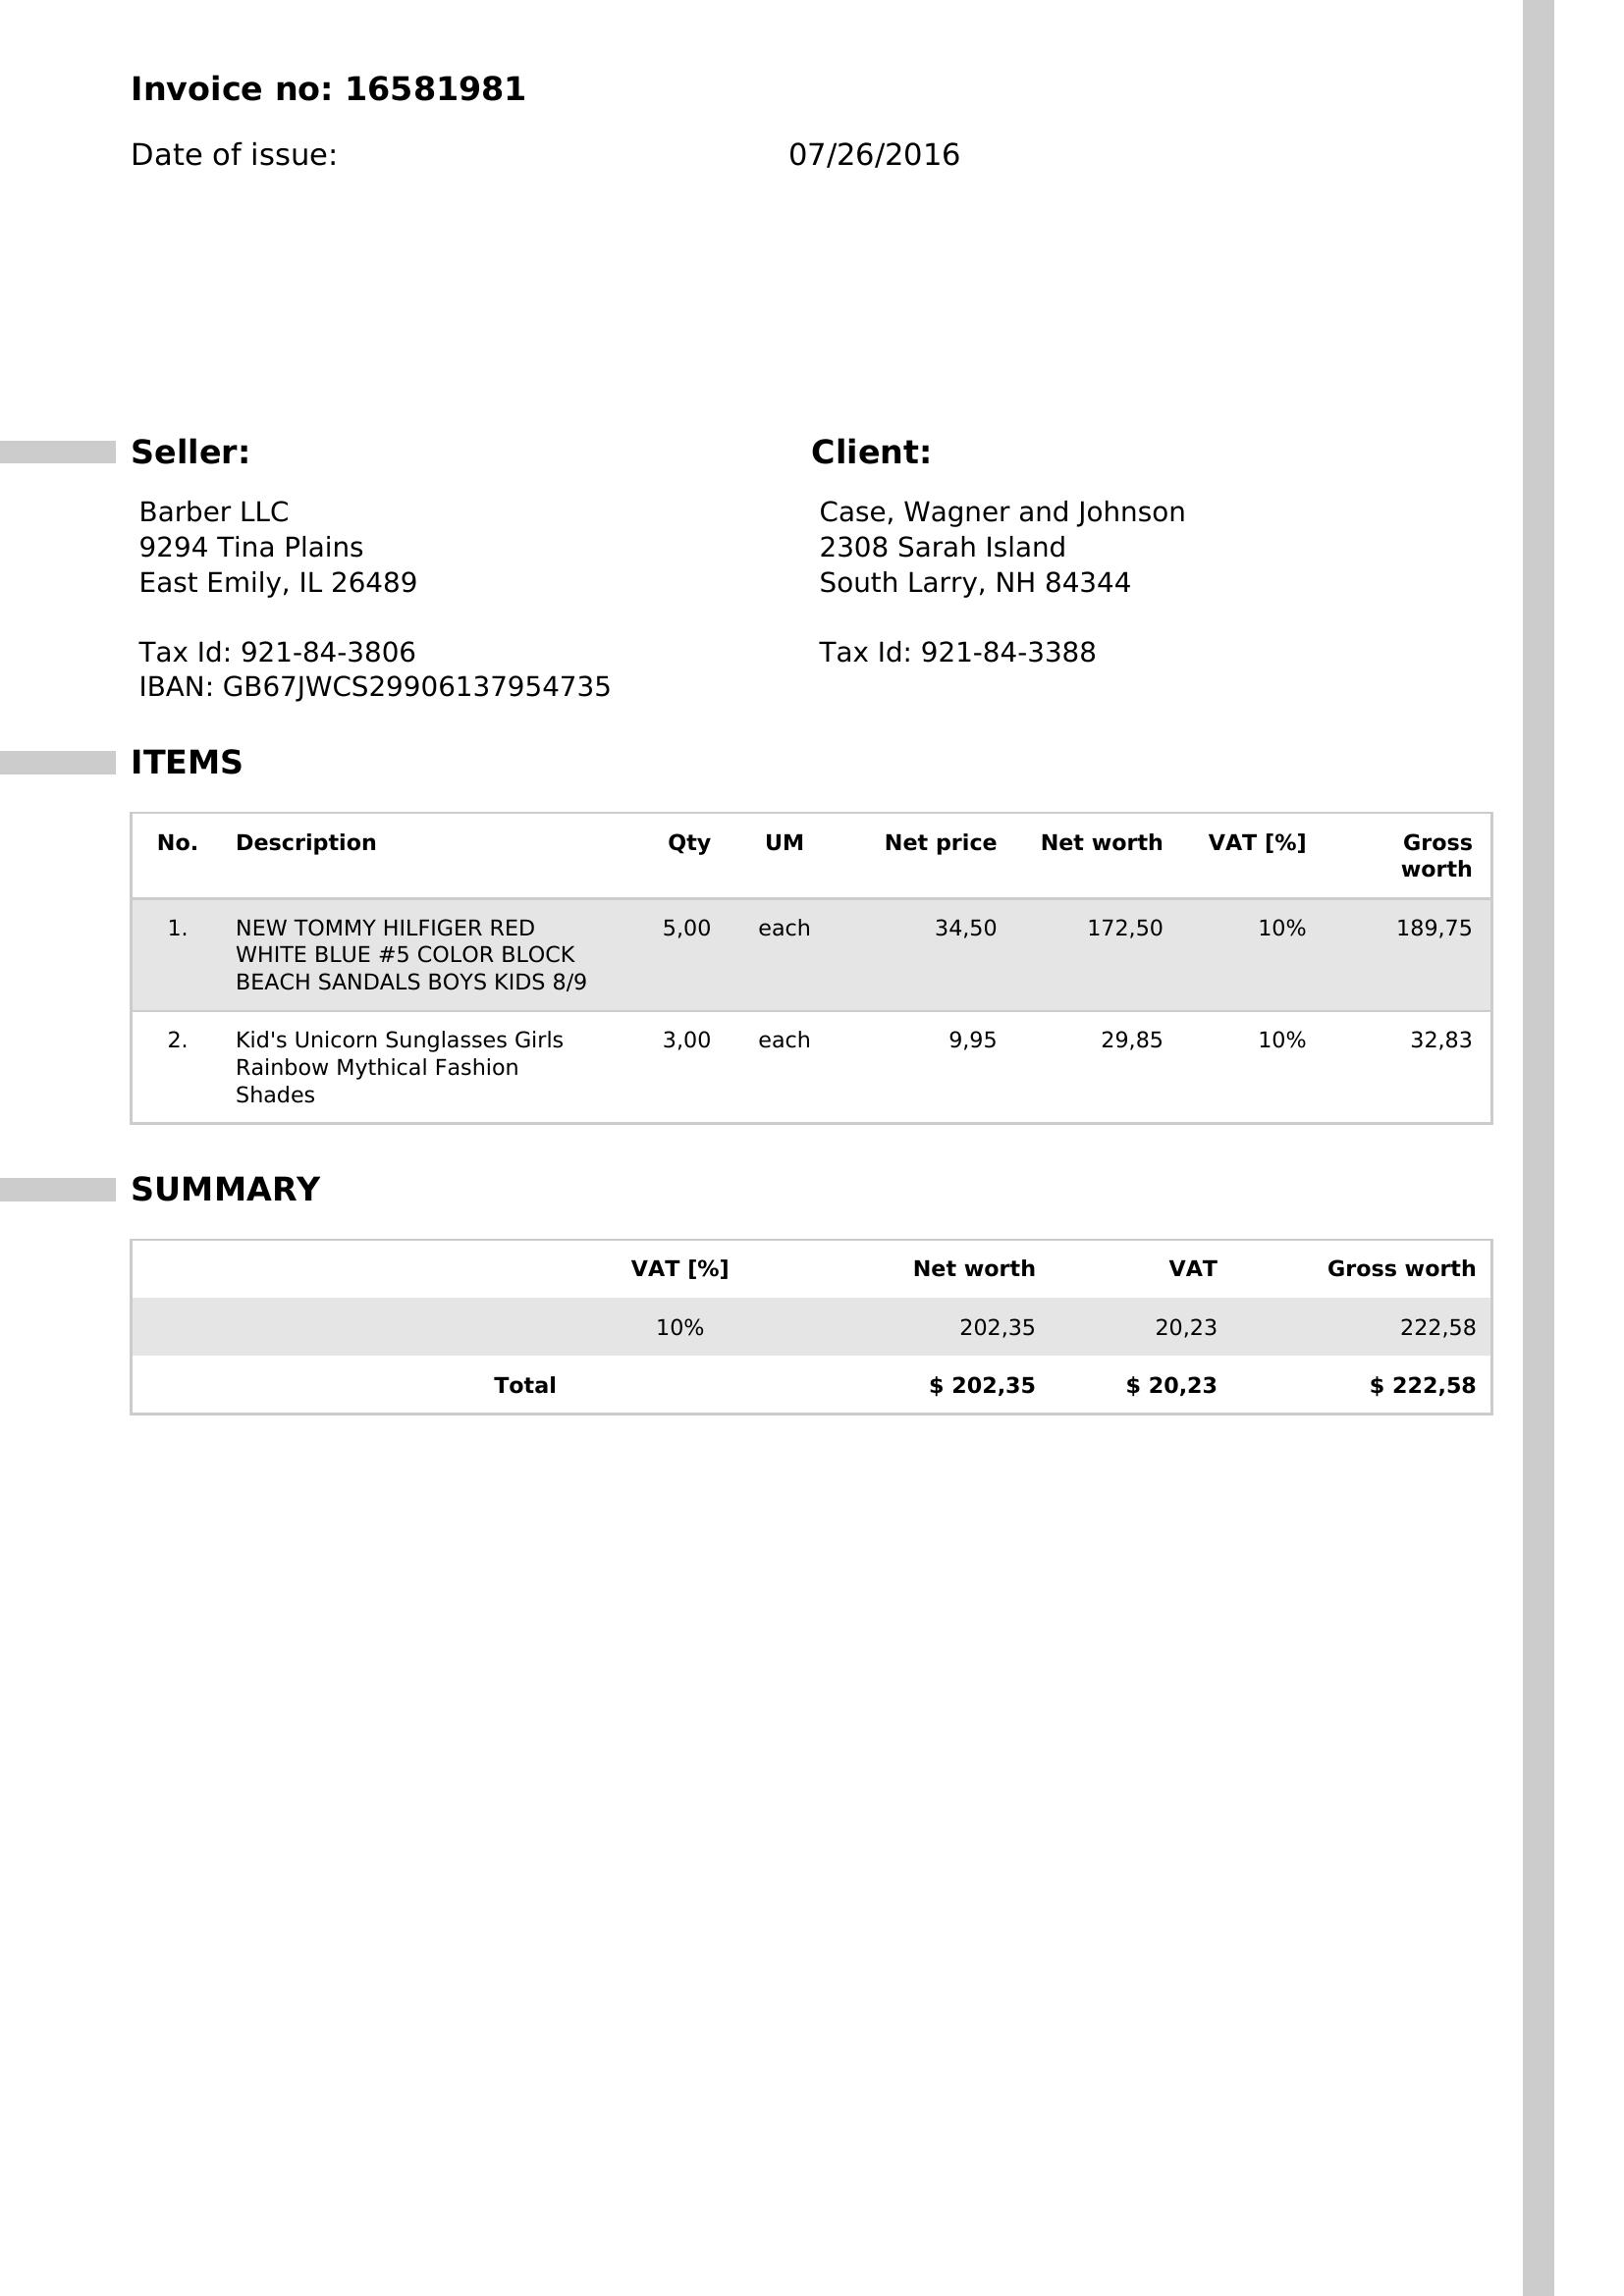 Invoice no: 16581981
Date of issue: 07/26/2016
Seller:
Barber LLC
9294 Tina Plains
East Emily, IL 26489
Tax Id: 921-84-3806
IBAN: GB67JWCS29906137954735
Client:
Case, Wagner and Johnson
2308 Sarah Island
South Larry, NH 84344
Tax Id: 921-84-3388
ITEMS
No. Description Qty UM Net price Net worth VAT [%] Gross
worth
1. NEW TOMMY HILFIGER RED 5,00 each 34,50 172,50 10% 189,75
WHITE BLUE #5 COLOR BLOCK
BEACH SANDALS BOYS KIDS 8/9
2. Kid's Unicorn Sunglasses Girls 3,00 each 9,95 29,85 10% 32,83
Rainbow Mythical Fashion
Shades
SUMMARY
VAT [%] Net worth VAT Gross worth
10% 202,35 20,23 222,58
Total $ 202,35 $ 20,23 $ 222,58